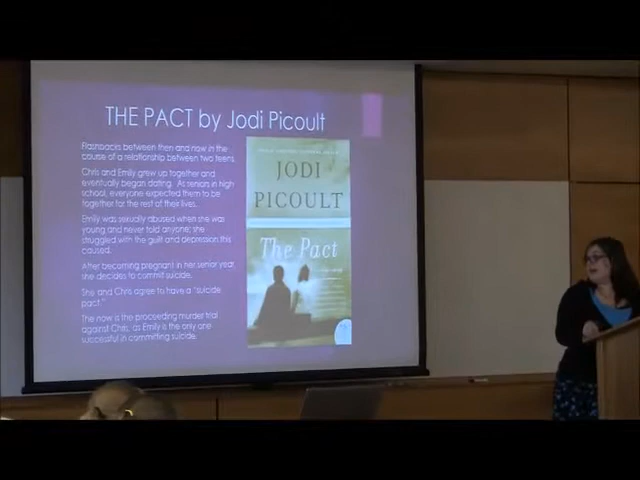 THE PACT by Jodi Picoult
Flashbacks between then and now in the
course of a relationship between two teens.
Chris and Emily grew up together and
eventually began dating. As seniors in high
school, everyone expected them to be
together for the rest of their lives.
Emily was sexually abused when she was
young and never told anyone; she
struggled with the guilt and depression this
caused.
After becoming pregnant in her senior year,
she decides to commit suicide.
She and Chris agree to have a "suicide
pact."
The now is the proceeding murder trial
against Chris, as Emily is the only one
successful in committing suicide.
JODI
PICOULT
The Pact